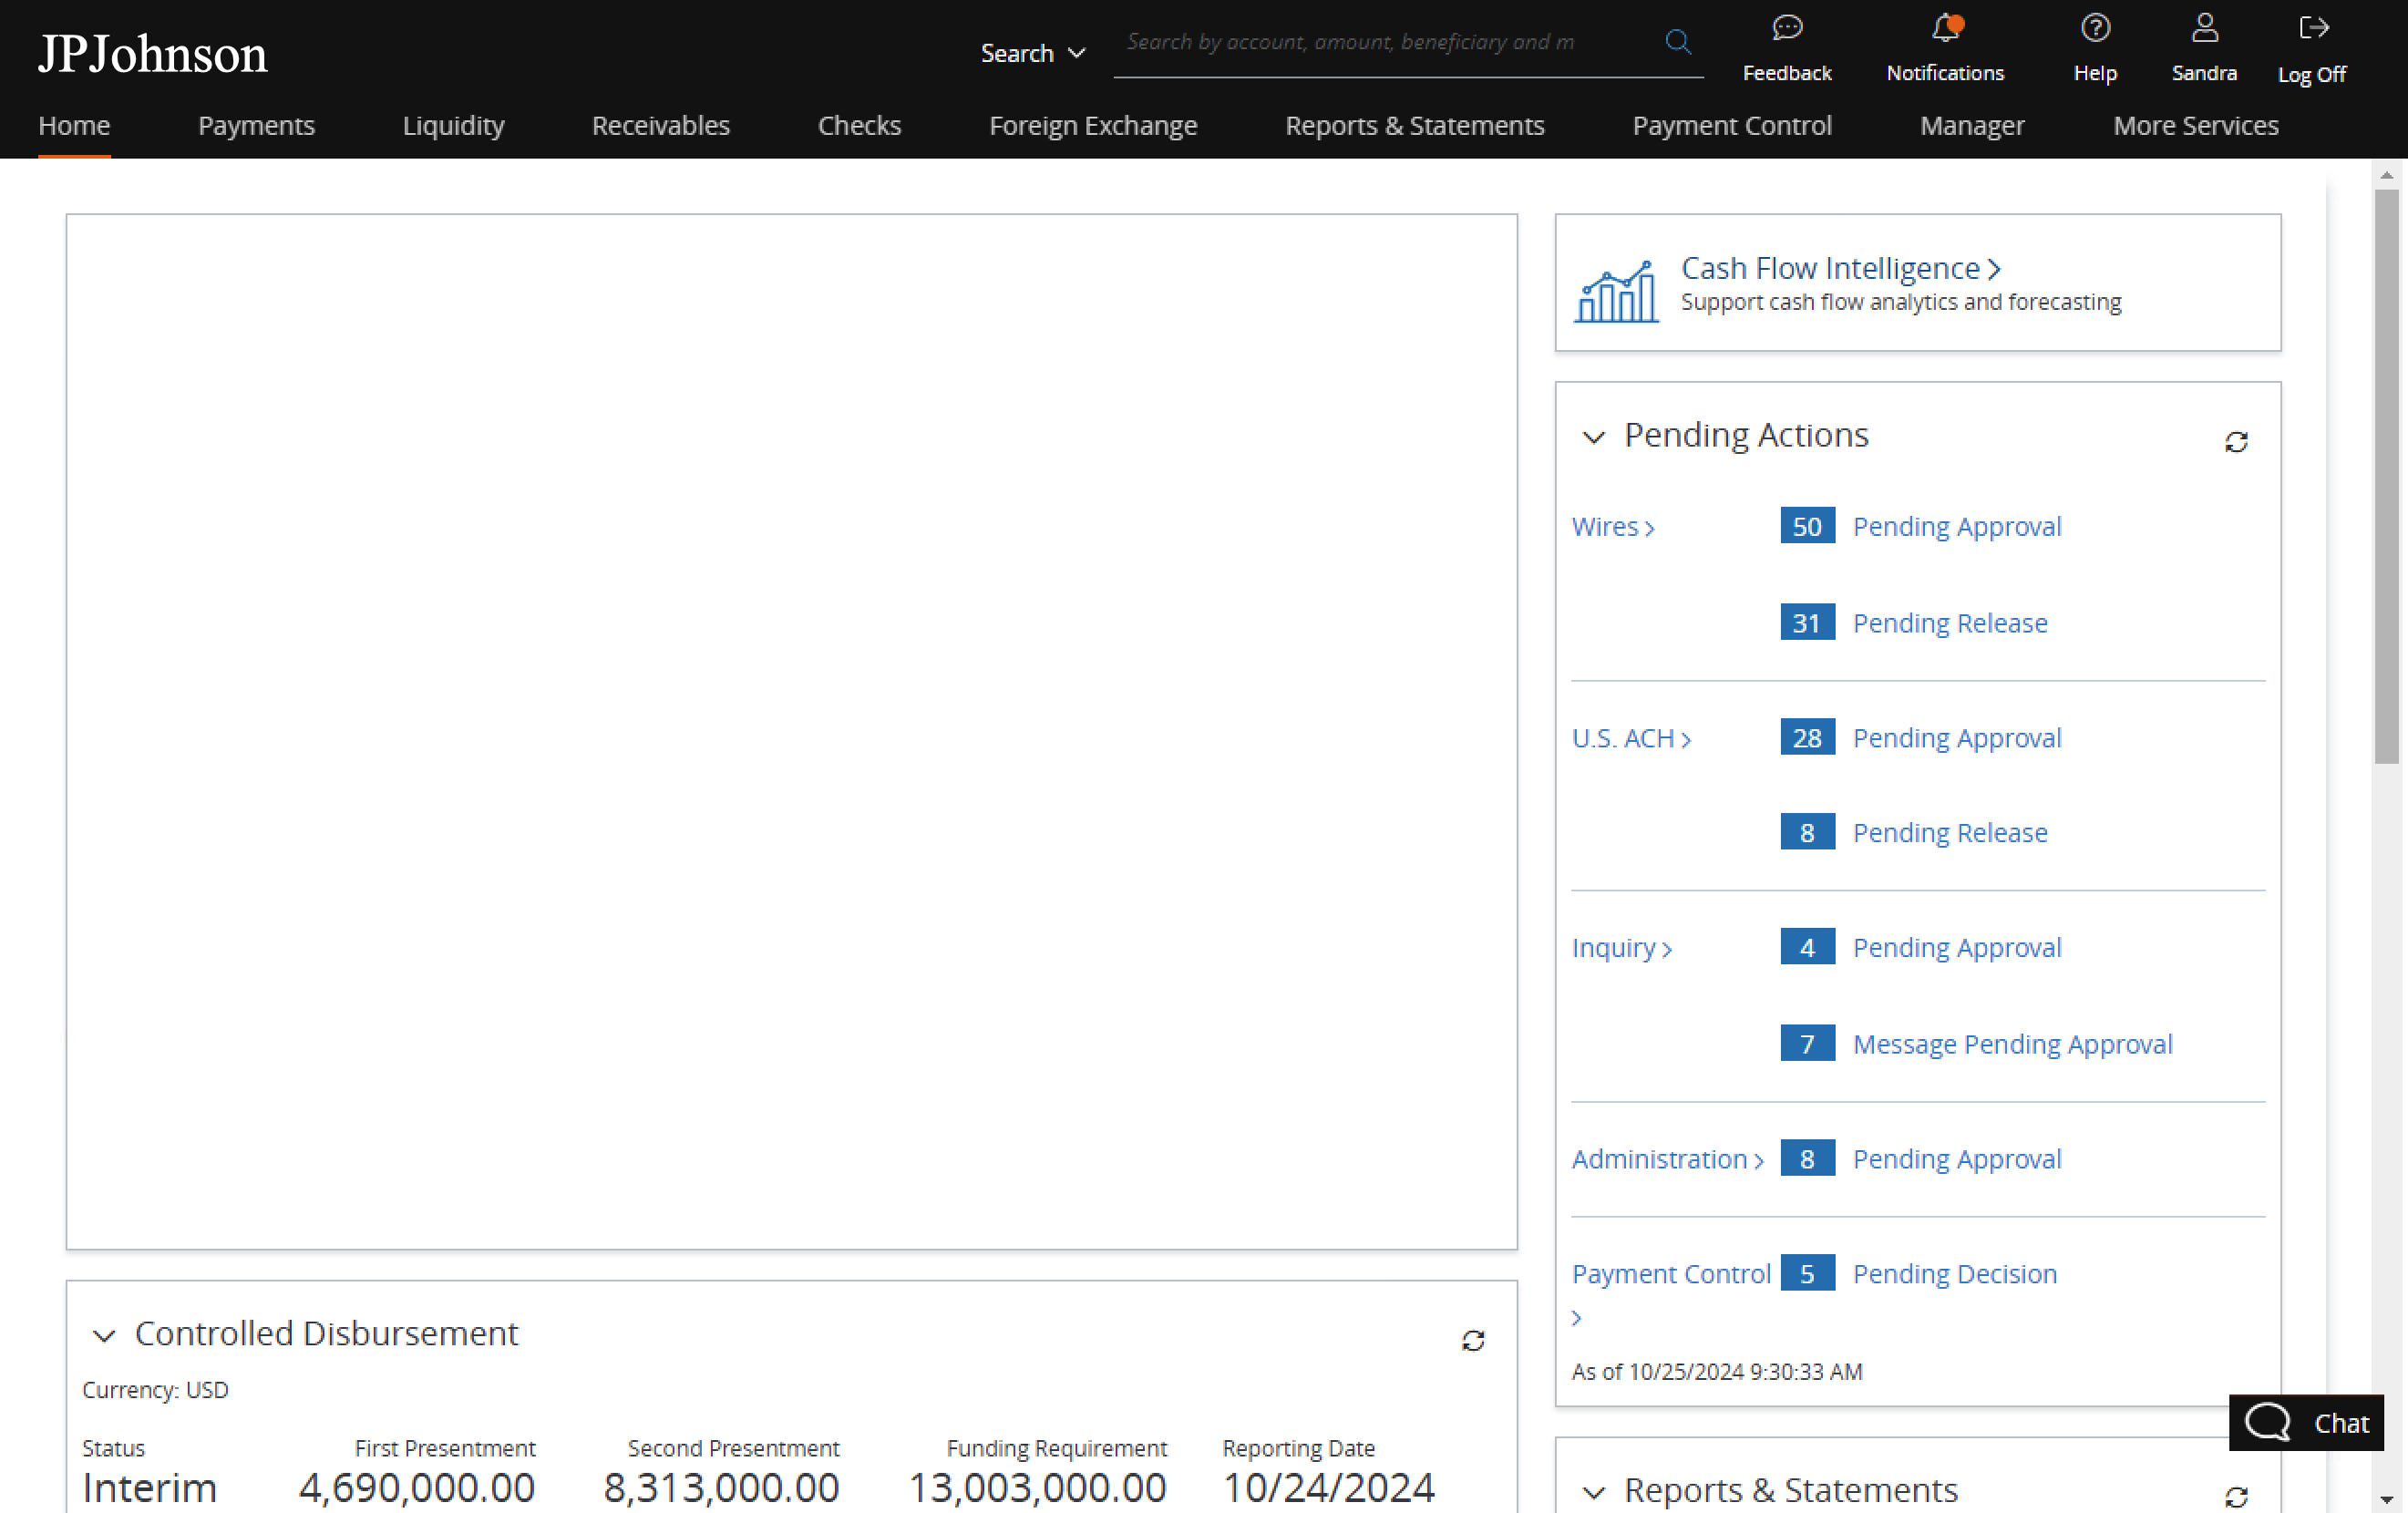 JPJohnson
Search
Search by account, amount, beneficiary and m
Feedback
Notifications
Help
Sandra
Log Off
Home
Payments
Liquidity
Receivables
Checks
Foreign Exchange
Reports & Statements
Payment Control
Manager
More Services
Cash Flow Intelligence
Support cash flow analytics and forecasting
Pending Actions
Wires 50 Pending Approval
31 Pending Release
U.S. ACH 28 Pending Approval
8 Pending Release
Inquiry 4 Pending Approval
7 Message Pending Approval
Administration 8 Pending Approval
Payment Control 5 Pending Decision
As of 10/25/2024 9:30:33 AM
Controlled Disbursement
Currency: USD
Status First Presentment Second Presentment Funding Requirement Reporting Date
Interim 4,690,000.00 8,313,000.00 13,003,000.00 10/24/2024
Chat
Reports & Statements